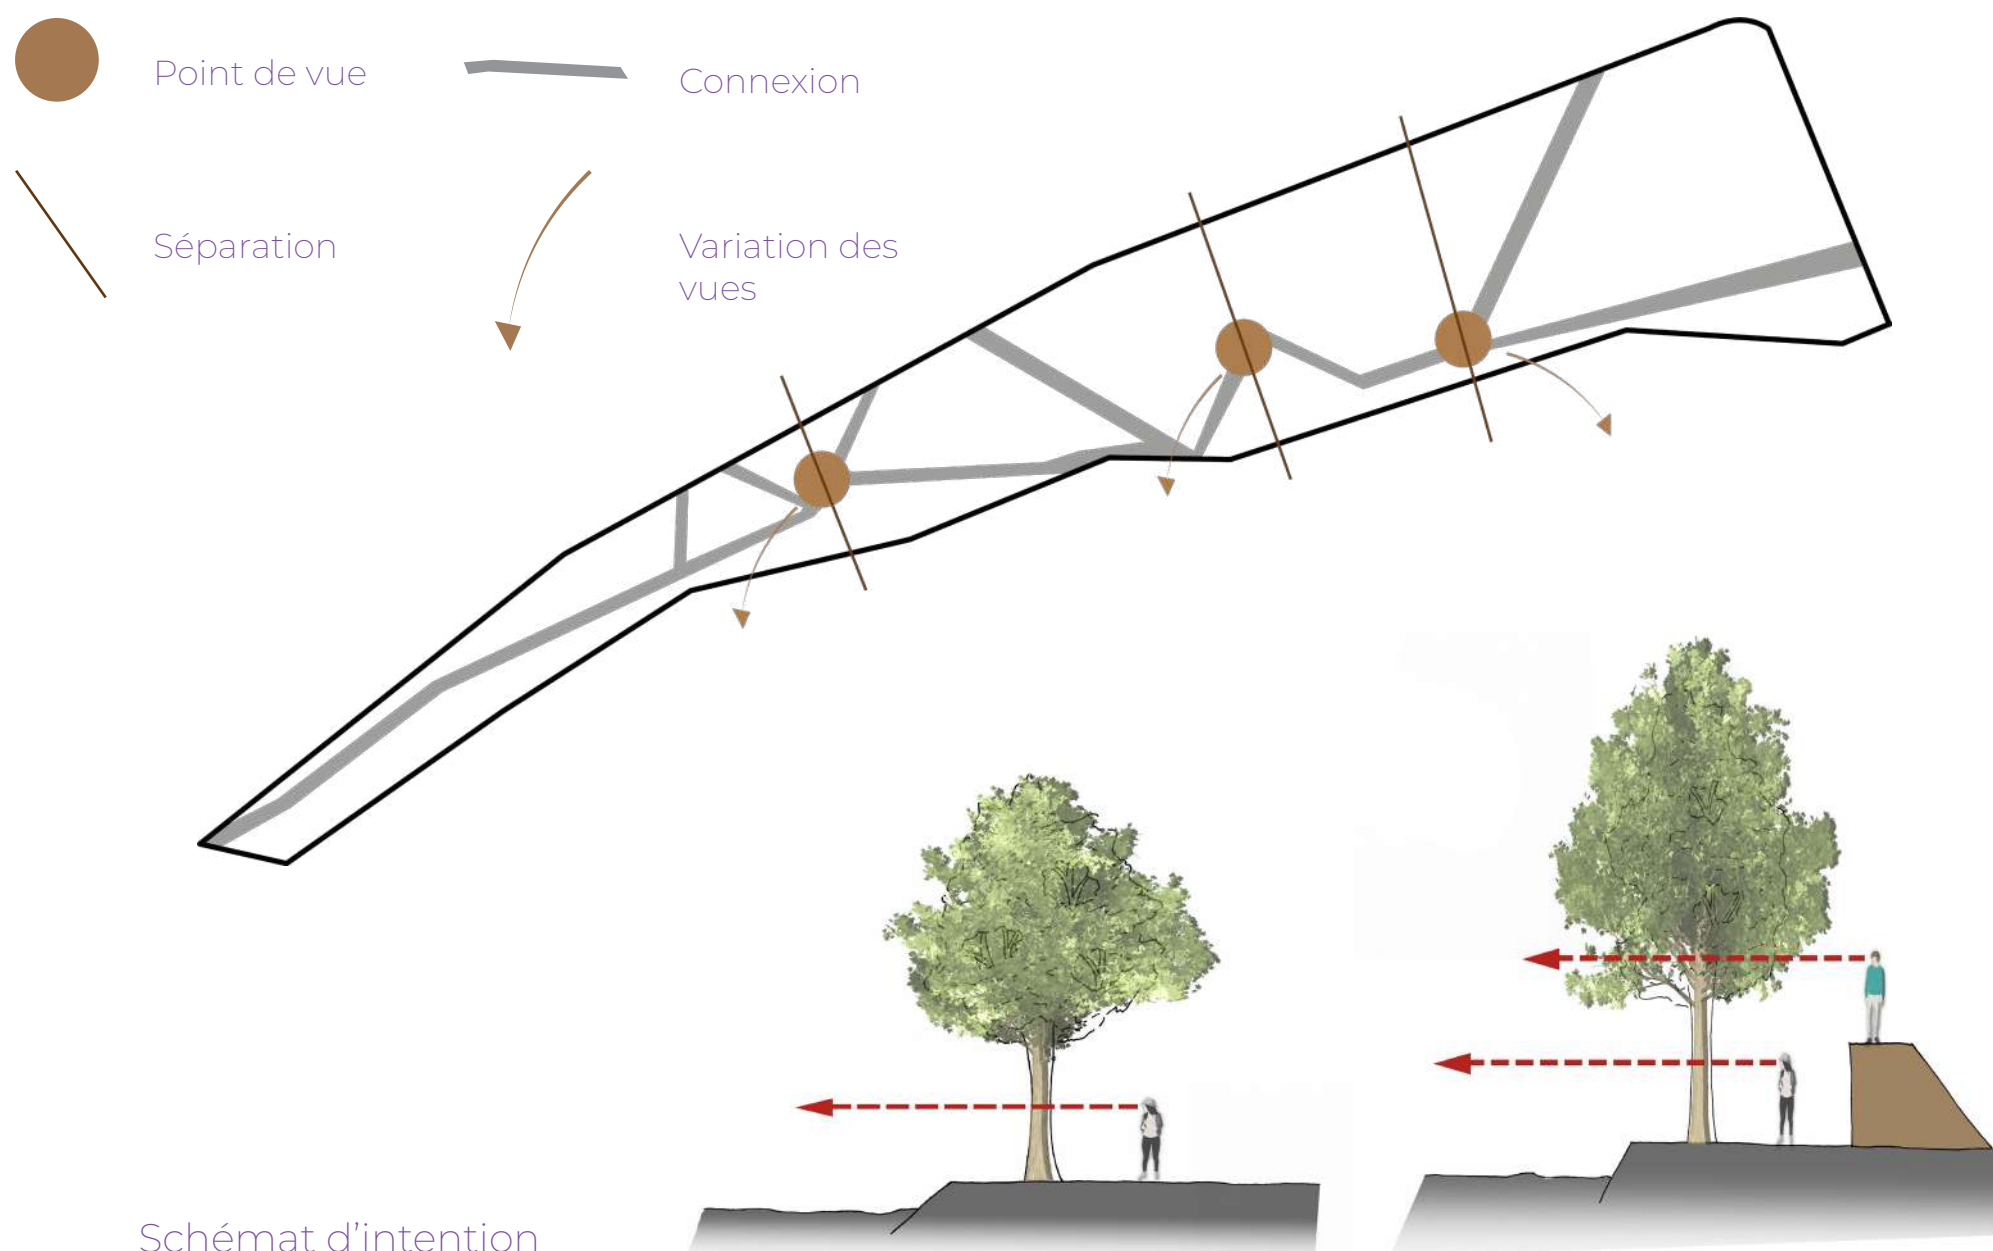 Point de vue
Connexion
Séparation
Variation des
vues
Schémat d'intention